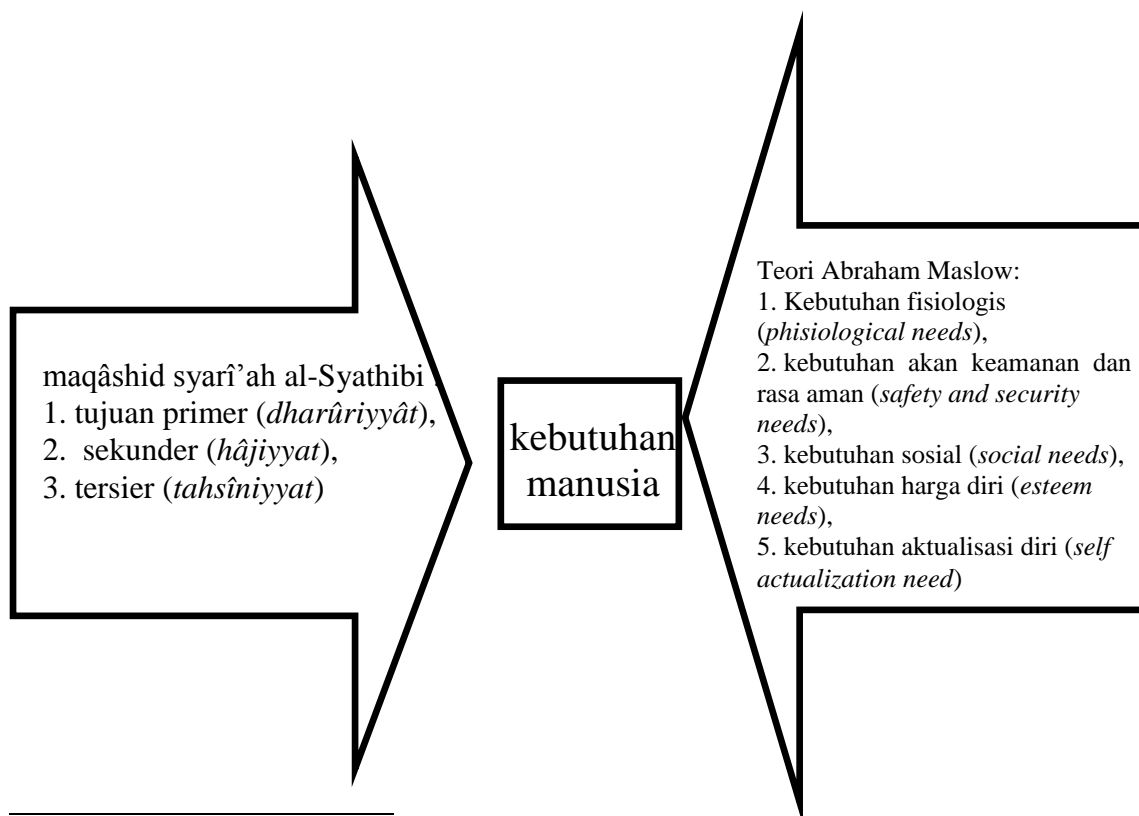 maqâshid syarî’ah al-Syathibi :
1. tujuan primer (dharûriyyât),
2. sekunder (hâjiyyat),
3. tersier (tahsîniyyat)
kebutuhan
manusia
Teori Abraham Maslow:
1. Kebutuhan fisiologis
(phisiological needs),
2. kebutuhan akan keamanan dan
rasa aman (safety and security
needs),
3. kebutuhan sosial (social needs),
4. kebutuhan harga diri (esteem
needs),
5. kebutuhan aktualisasi diri (self
actualization need)